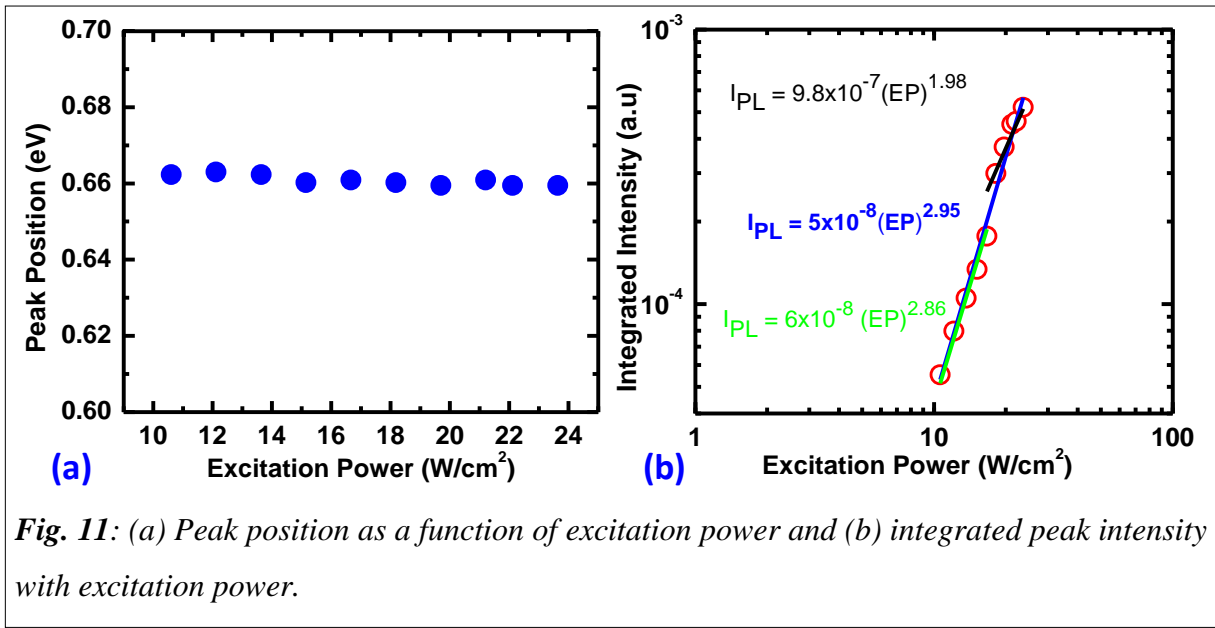 0.70
0.68
0.66
0.64
0.62
0.60
Peak Position (eV)
10 12 14 16 18 20 22 24
Excitation Power (W/cm²)
(a)
10⁻³
10⁻⁴
Integrated Intensity (a.u)
I_PL = 9.8x10⁻⁷(EP)¹·⁹⁸
I_PL = 5x10⁻⁸(EP)²·⁹⁵
I_PL = 6x10⁻⁸ (EP)²·⁸⁶
1 10 100
Excitation Power (W/cm²)
(b)
Fig. 11: (a) Peak position as a function of excitation power and (b) integrated peak intensity
with excitation power.